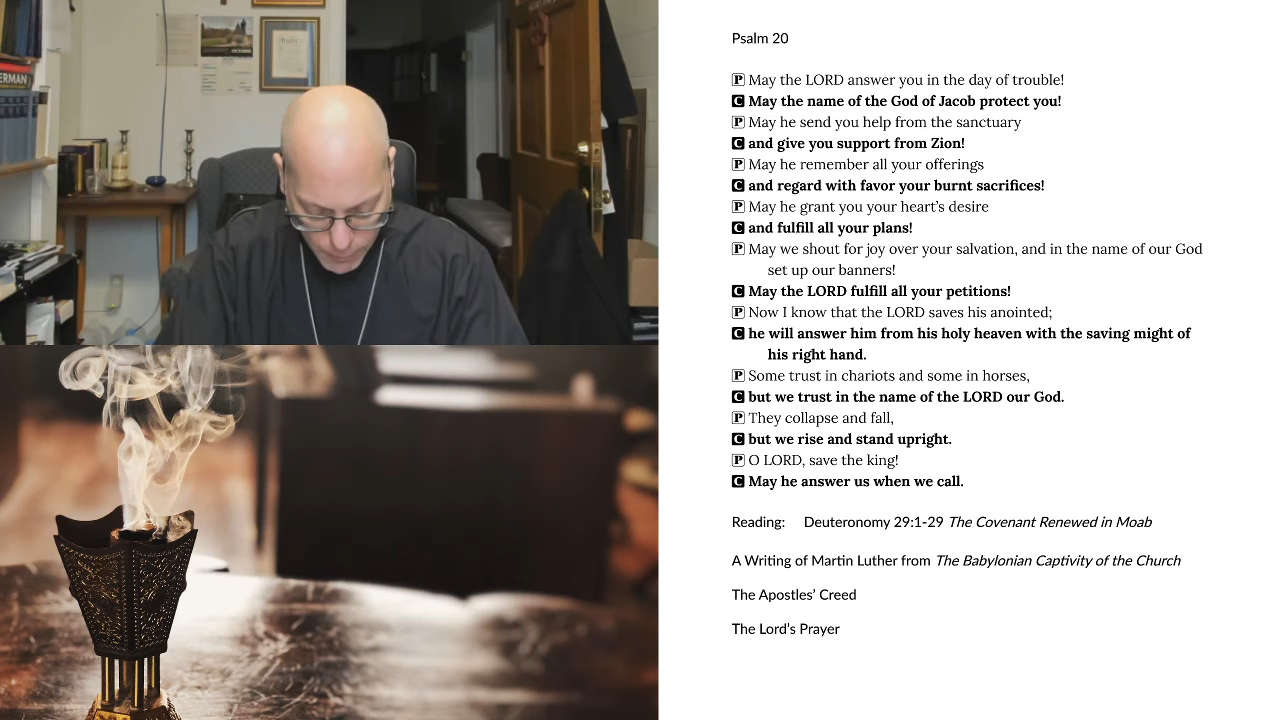 ERMAN
OCTOBER
Psalm 20
P May the LORD answer you in the day of trouble!
C May the name of the God of Jacob protect you!
P May he send you help from the sanctuary
C and give you support from Zion!
P May he remember all your offerings
C and regard with favor your burnt sacrifices!
P May he grant you your heart’s desire
C and fulfill all your plans!
P May we shout for joy over your salvation, and in the name of our God
set up our banners!
C May the LORD fulfill all your petitions!
P Now I know that the LORD saves his anointed;
C he will answer him from his holy heaven with the saving might of
his right hand.
P Some trust in chariots and some in horses,
C but we trust in the name of the LORD our God.
P They collapse and fall,
C but we rise and stand upright.
P O LORD, save the king!
C May he answer us when we call.
Reading: Deuteronomy 29:1-29 The Covenant Renewed in Moab
A Writing of Martin Luther from The Babylonian Captivity of the Church
The Apostles’ Creed
The Lord’s Prayer